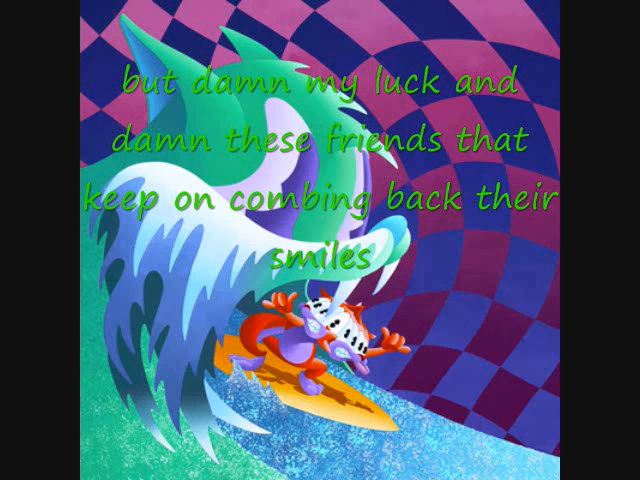 but damn my luck and
damn these friends that
keep on combing back their
smiles